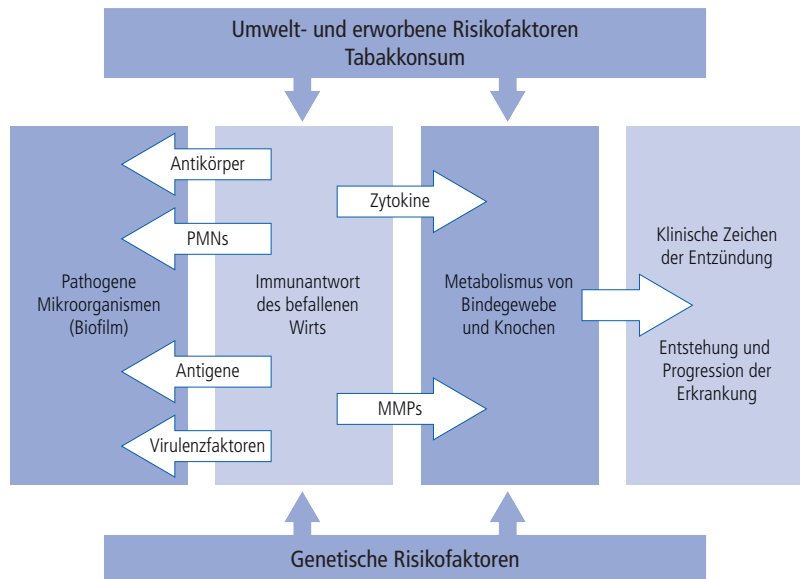 Umwelt- und erworbene Risikofaktoren
Tabakkonsum
Antikörper
PMNs
Pathogene
Mikroorganismen
(Biofilm)
Antigene
Virulenzfaktoren
Immunantwort
des befallenen
Wirts
Zytokine
MMPs
Metabolismus von
Bindegewebe
und Knochen
Klinische Zeichen
der Entzündung
Entstehung und
Progression der
Erkrankung
Genetische Risikofaktoren